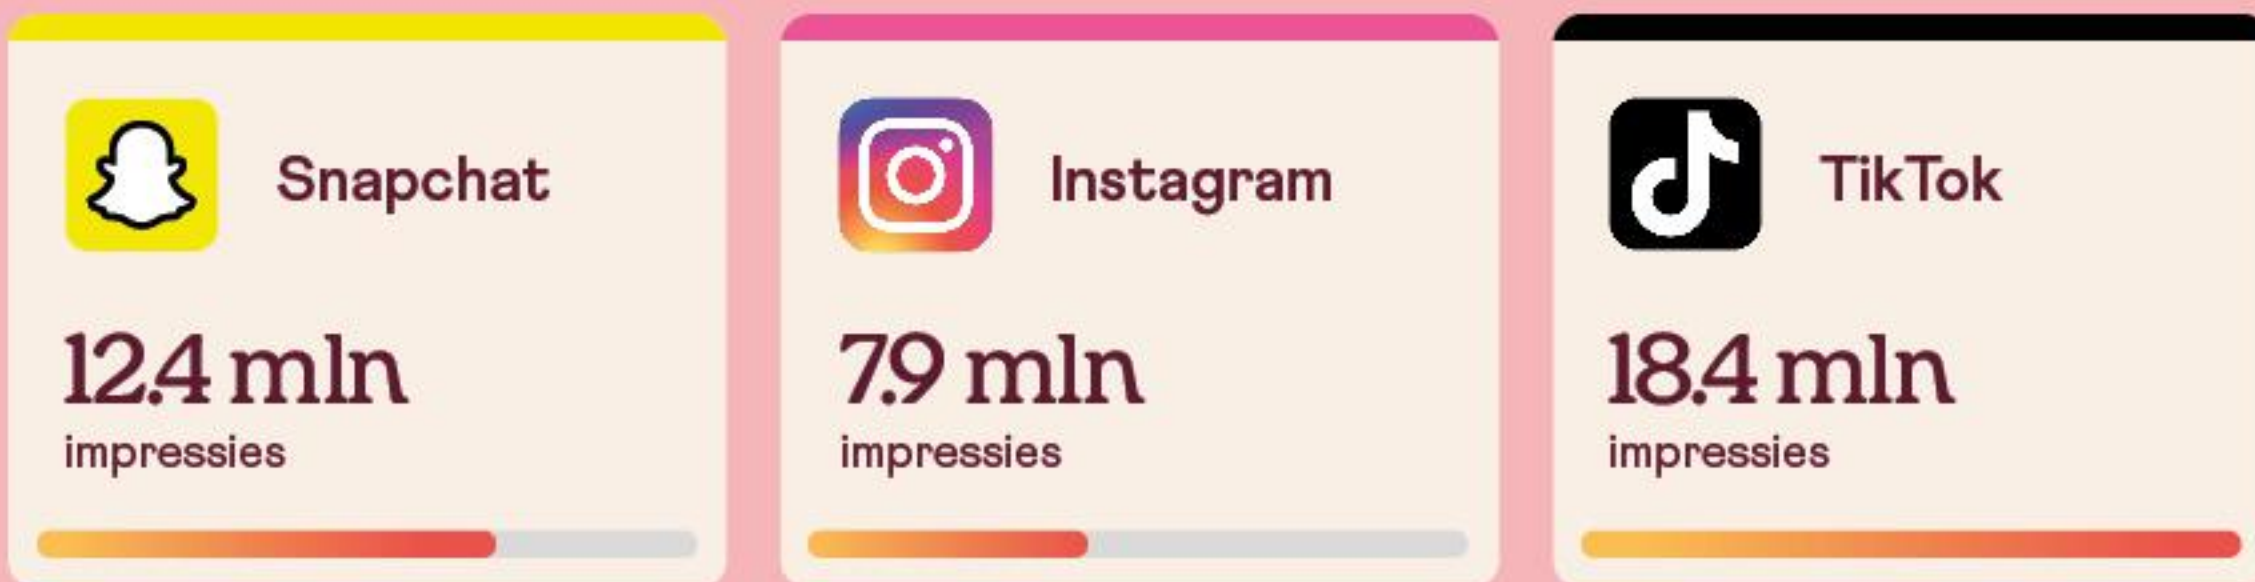 Snapchat
12.4 mln
impressies
Instagram
7.9 mln
impressies
TikTok
18.4 mln
impressies